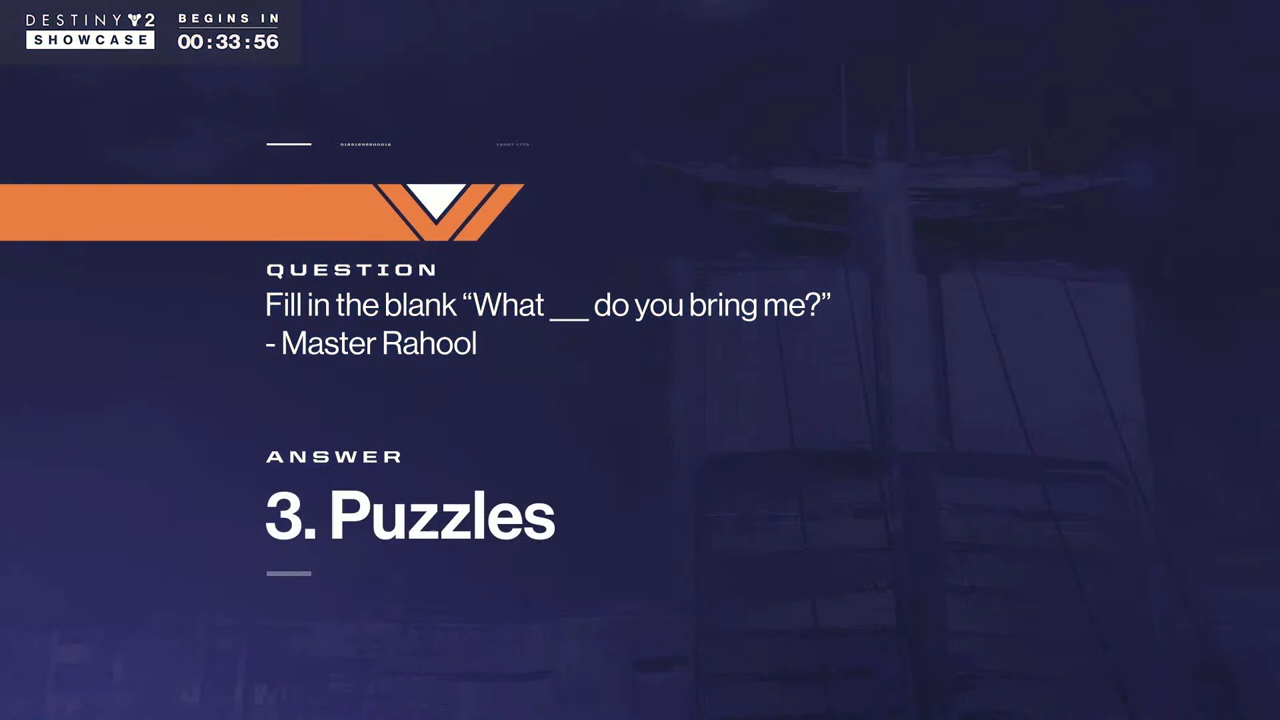 DESTINY 2
SHOWCASE
BEGINS IN
00:33:56
QUESTION
Fill in the blank “What ___ do you bring me?”
- Master Rahool
ANSWER
3. Puzzles